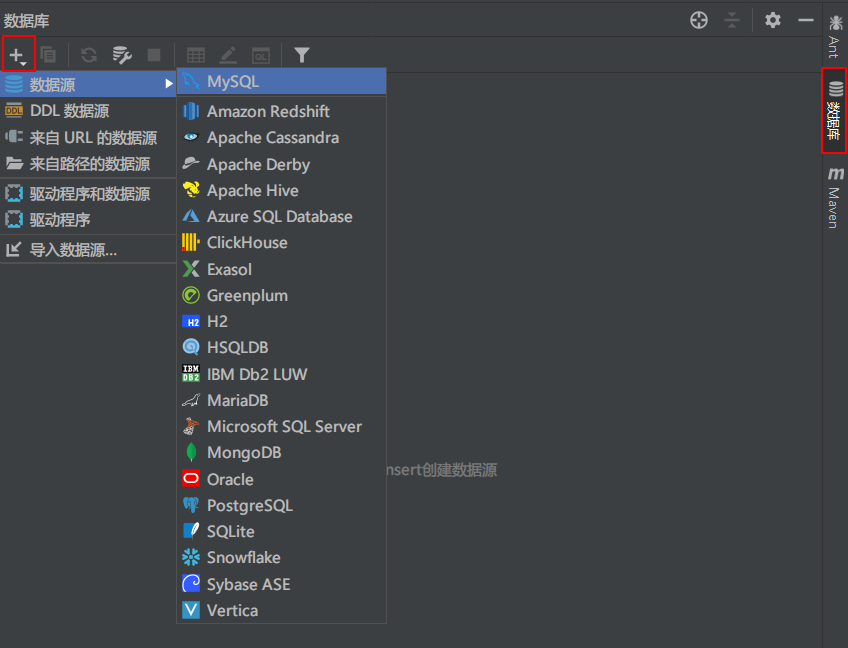 数据库
数据源
DDL 数据源
来自 URL 的数据源
来自路径的数据源
驱动程序和数据源
驱动程序
导入数据源...
MySQL
Amazon Redshift
Apache Cassandra
Apache Derby
Apache Hive
Azure SQL Database
ClickHouse
Exasol
Greenplum
H2
HSQLDB
IBM Db2 LUW
MariaDB
Microsoft SQL Server
MongoDB
Oracle
PostgreSQL
SQLite
Snowflake
Sybase ASE
Vertica
nsert创建数据源
Ant
数据库
Maven